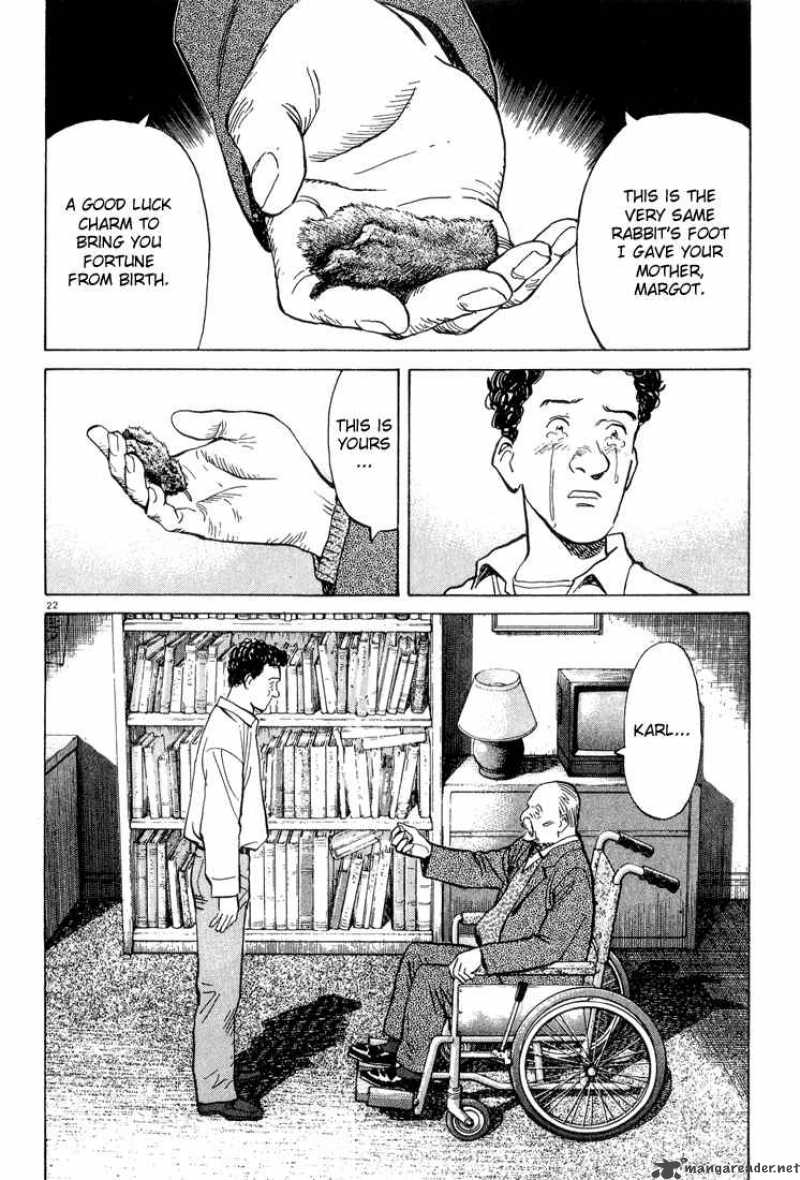 THIS IS THE
VERY SAME
RABBIT'S FOOT
I GAVE YOUR
MOTHER,
MARGOT.
A GOOD LUCK
CHARM TO
BRING YOU
FORTUNE
FROM BIRTH.
THIS IS
YOURS
...
22
KARL...
mangareader.net